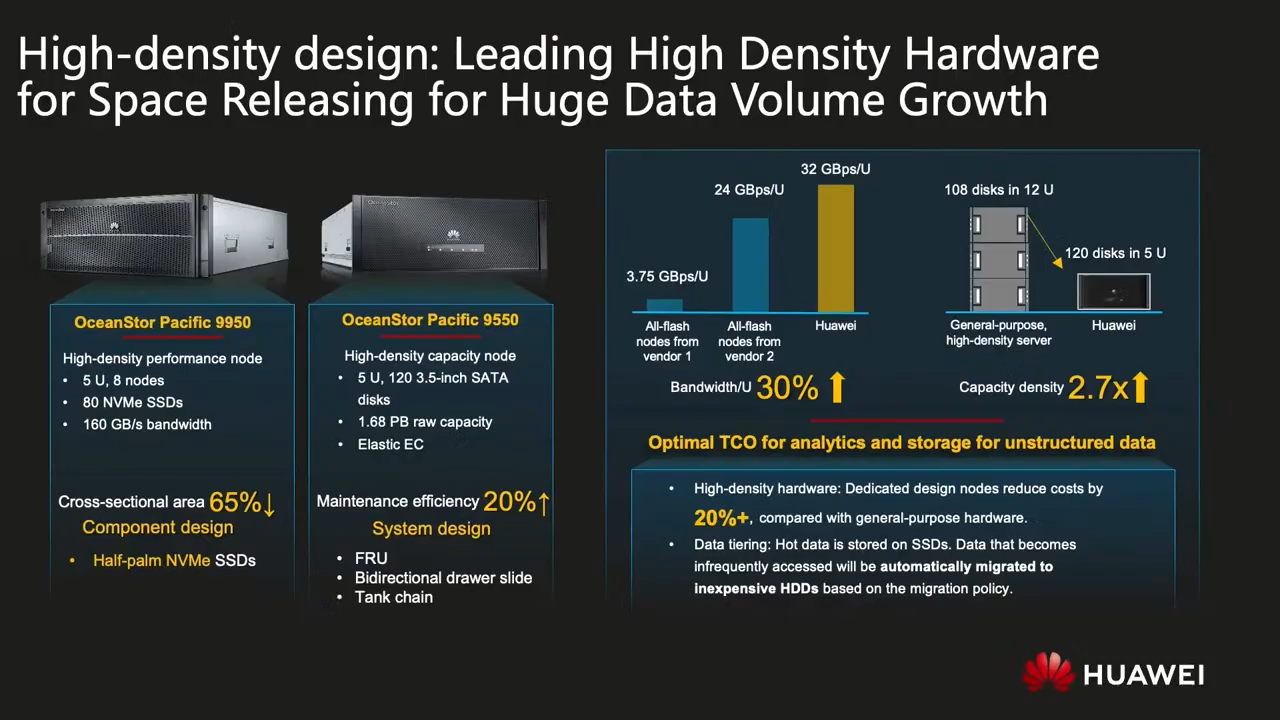 High-density design: Leading High Density Hardware
for Space Releasing for Huge Data Volume Growth
OceanStor Pacific 9950
High-density performance node
• 5 U, 8 nodes
• 80 NVMe SSDs
• 160 GB/s bandwidth
Cross-sectional area 65%↓
Component design
• Half-palm NVMe SSDs
OceanStor
OceanStor Pacific 9550
High-density capacity node
• 5 U, 120 3.5-inch SATA
disks
• 1.68 PB raw capacity
• Elastic EC
Maintenance efficiency 20%↑
System design
• FRU
• Bidirectional drawer slide
• Tank chain
3.75 GBps/U
24 GBps/U
32 GBps/U
All-flash
nodes from
vendor 1
All-flash
nodes from
vendor 2
Huawei
Bandwidth/U 30%
108 disks in 12 U
120 disks in 5 U
General-purpose,
high-density server
Huawei
Capacity density 2.7x
Optimal TCO for analytics and storage for unstructured data
• High-density hardware: Dedicated design nodes reduce costs by
20%+, compared with general-purpose hardware.
• Data tiering: Hot data is stored on SSDs. Data that becomes
infrequently accessed will be automatically migrated to
inexpensive HDDs based on the migration policy.
HUAWEI